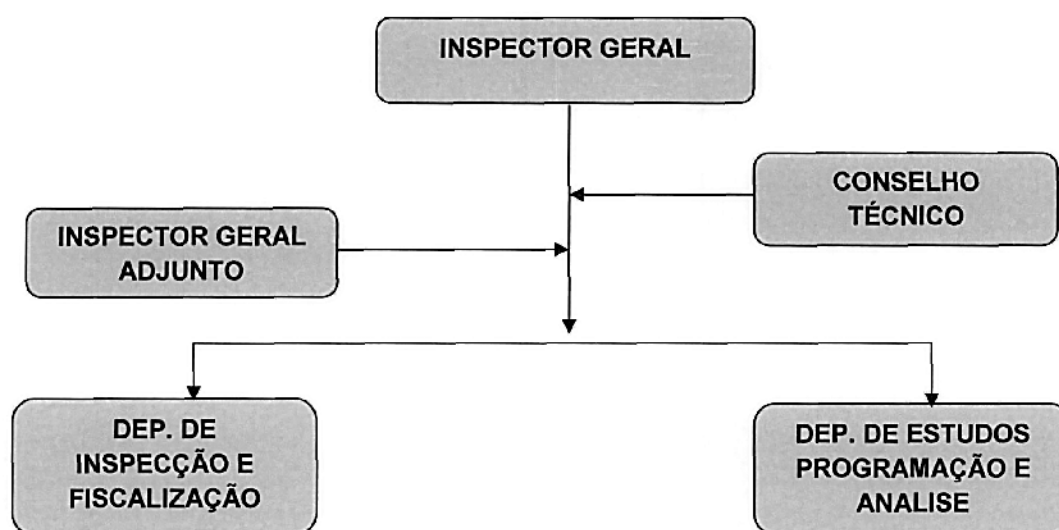 INSPECTOR GERAL
CONSELHO
TÉCNICO
INSPECTOR GERAL
ADJUNTO
DEP. DE
INSPECÇÃO E
FISCALIZAÇÃO
DEP. DE ESTUDOS
PROGRAMAÇÃO E
ANALISE